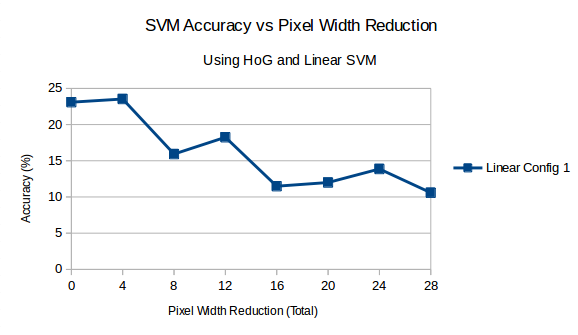 SVM Accuracy vs Pixel Width Reduction
Using HoG and Linear SVM
25
20
15
10
5
0
Accuracy (%)
0 4 8 12 16 20 24 28
Pixel Width Reduction (Total)
Linear Config 1